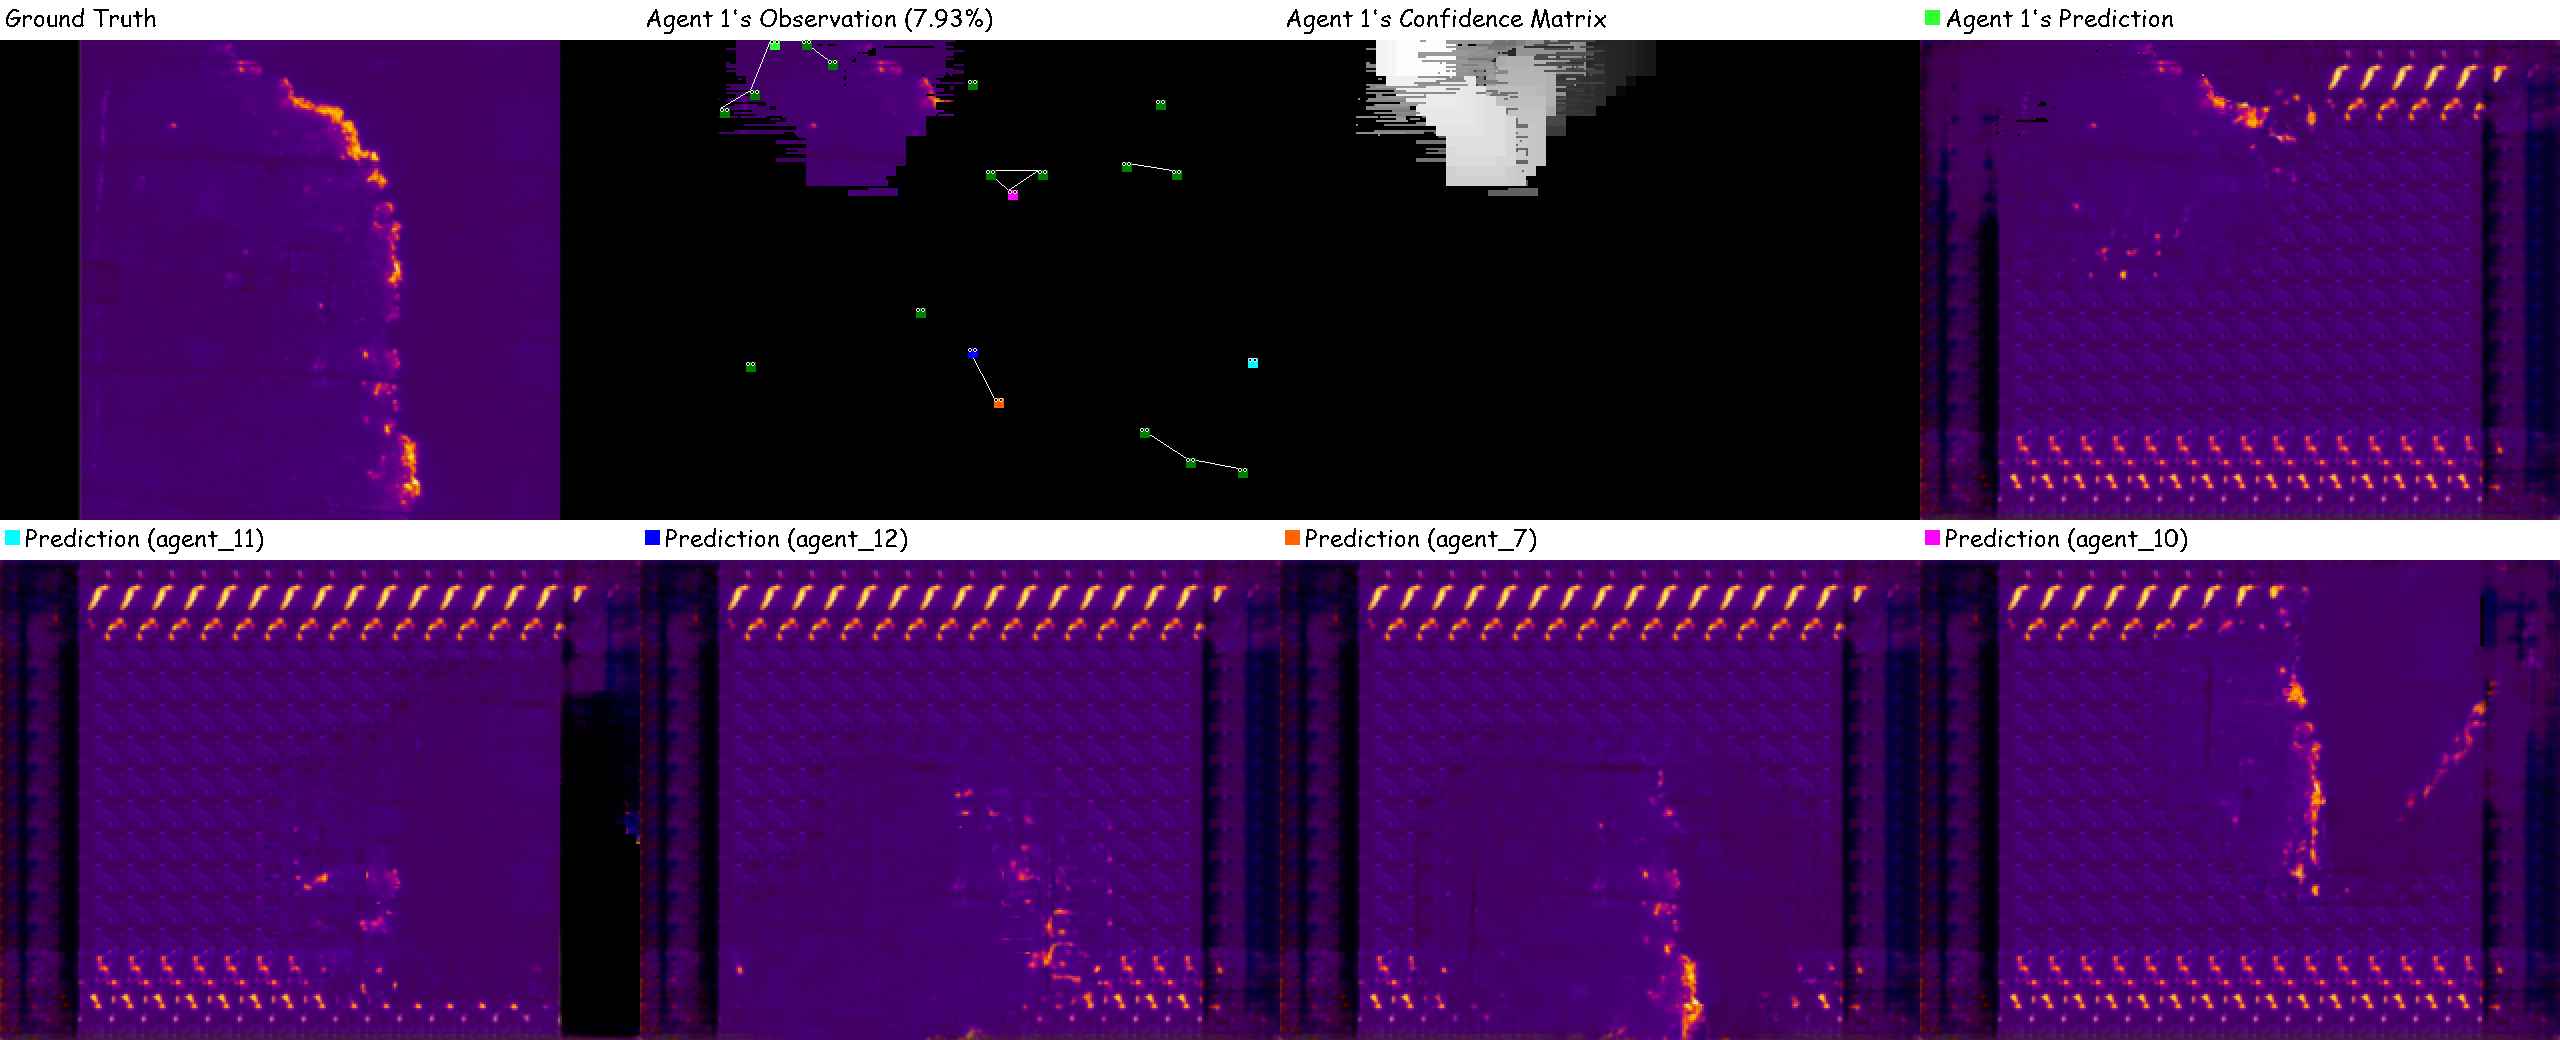 Ground Truth
Agent 1's Observation (7.93%)
Agent 1's Confidence Matrix
Agent 1's Prediction
Prediction (agent_11)
Prediction (agent_12)
Prediction (agent_7)
Prediction (agent_10)